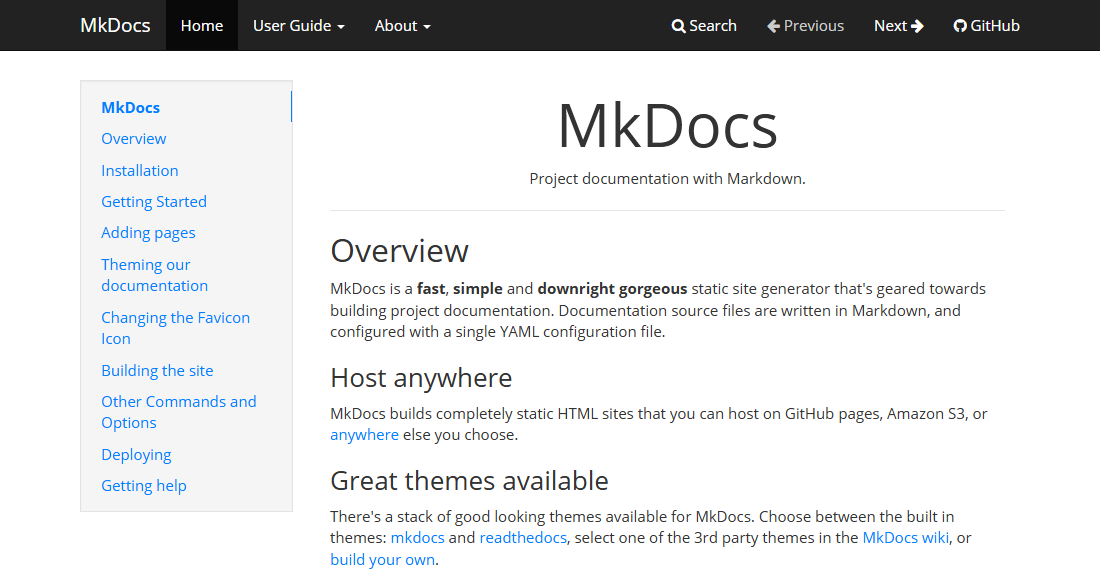 MkDocs Home User Guide About Search Previous Next GitHub
MkDocs
Overview
Installation
Getting Started
Adding pages
Theming our
documentation
Changing the Favicon
Icon
Building the site
Other Commands and
Options
Deploying
Getting help
MkDocs
Project documentation with Markdown.
Overview
MkDocs is a fast, simple and downright gorgeous static site generator that's geared towards
building project documentation. Documentation source files are written in Markdown, and
configured with a single YAML configuration file.
Host anywhere
MkDocs builds completely static HTML sites that you can host on GitHub pages, Amazon S3, or
anywhere else you choose.
Great themes available
There's a stack of good looking themes available for MkDocs. Choose between the built in
themes: mkdocs and readthedocs, select one of the 3rd party themes in the MkDocs wiki, or
build your own.